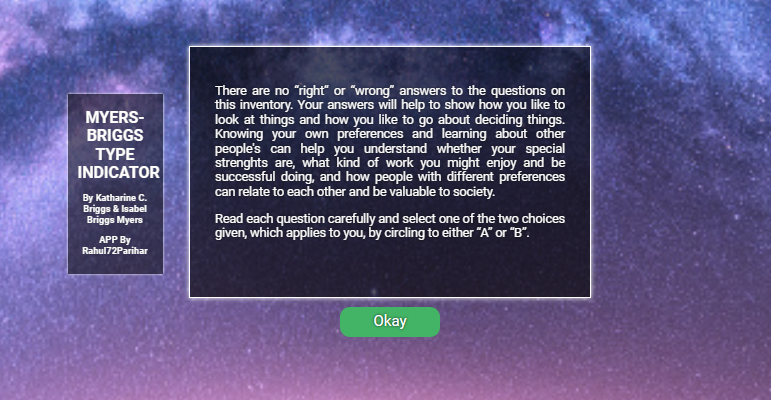 MYERS-
BRIGGS
TYPE
INDICATOR
By Katharine C.
Briggs & Isabel
Briggs Myers
APP By
Rahul72Parihar
There are no “right” or “wrong” answers to the questions on
this inventory. Your answers will help to show how you like to
look at things and how you like to go about deciding things.
Knowing your own preferences and learning about other
people's can help you understand whether your special
strenghts are, what kind of work you might enjoy and be
successful doing, and how people with different preferences
can relate to each other and be valuable to society.
Read each question carefully and select one of the two choices
given, which applies to you, by circling to either “A” or “B”.
Okay